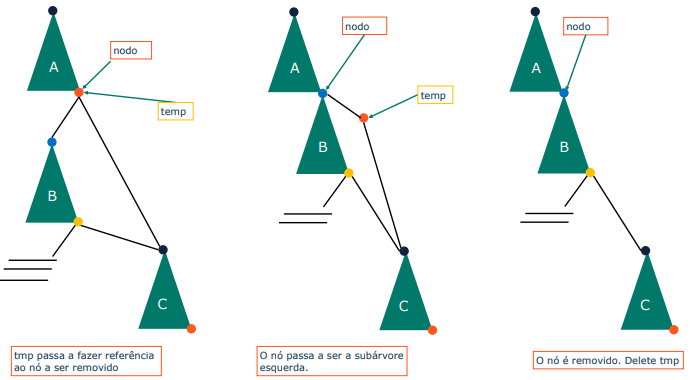 nodo
A
temp
B
C
tmp passa a fazer referência
ao nó a ser removido
nodo
A
temp
B
C
O nó passa a ser a subárvore
esquerda.
nodo
A
B
C
O nó é removido. Delete tmp